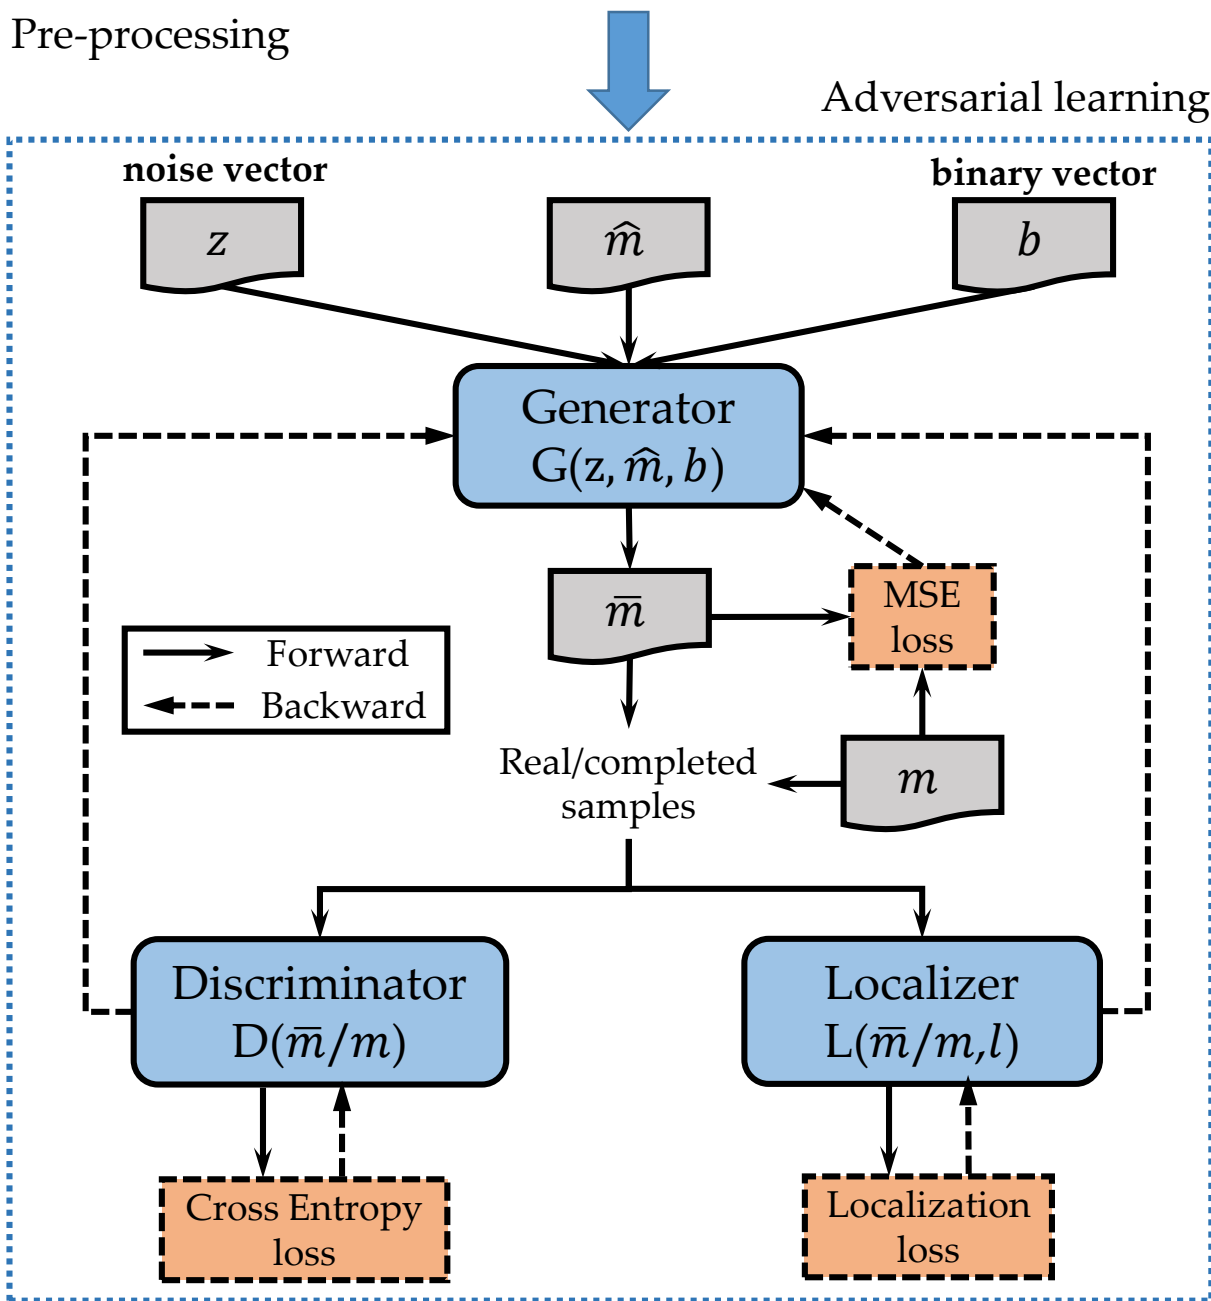 Pre-processing
Adversarial learning
noise vector
binary vector
z
m̂
b
Generator
G(z, m̂, b)
m̅
MSE
loss
Forward
Backward
Real/completed
samples
m
Discriminator
D(m̅/m)
Localizer
L(m̅/m,l)
Cross Entropy
loss
Localization
loss